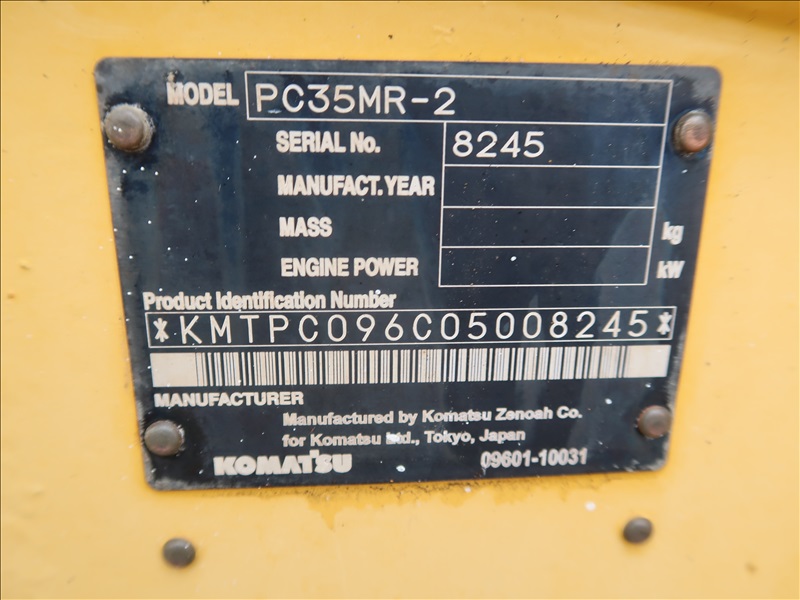 MODEL PC35MR-2
SERIAL No. 8245
MANUFACT. YEAR
MASS kg
ENGINE POWER kW
Product Identification Number
*KMTPC096C05008245*
MANUFACTURER
Manufactured by Komatsu Zenoah Co.
for Komatsu Ltd., Tokyo, Japan
KOMATSU 09601-10031